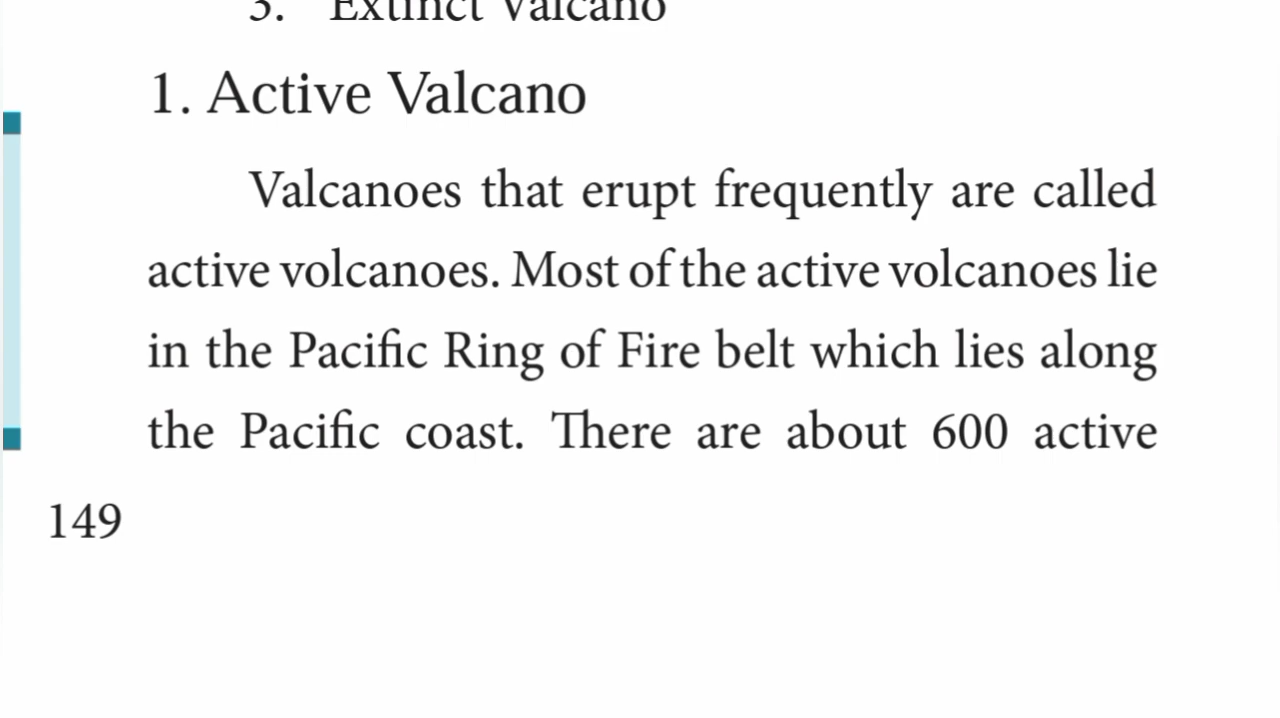 3. Extinct Valcano
1. Active Valcano
Valcanoes that erupt frequently are called
active volcanoes. Most of the active volcanoes lie
in the Pacific Ring of Fire belt which lies along
the Pacific coast. There are about 600 active
149